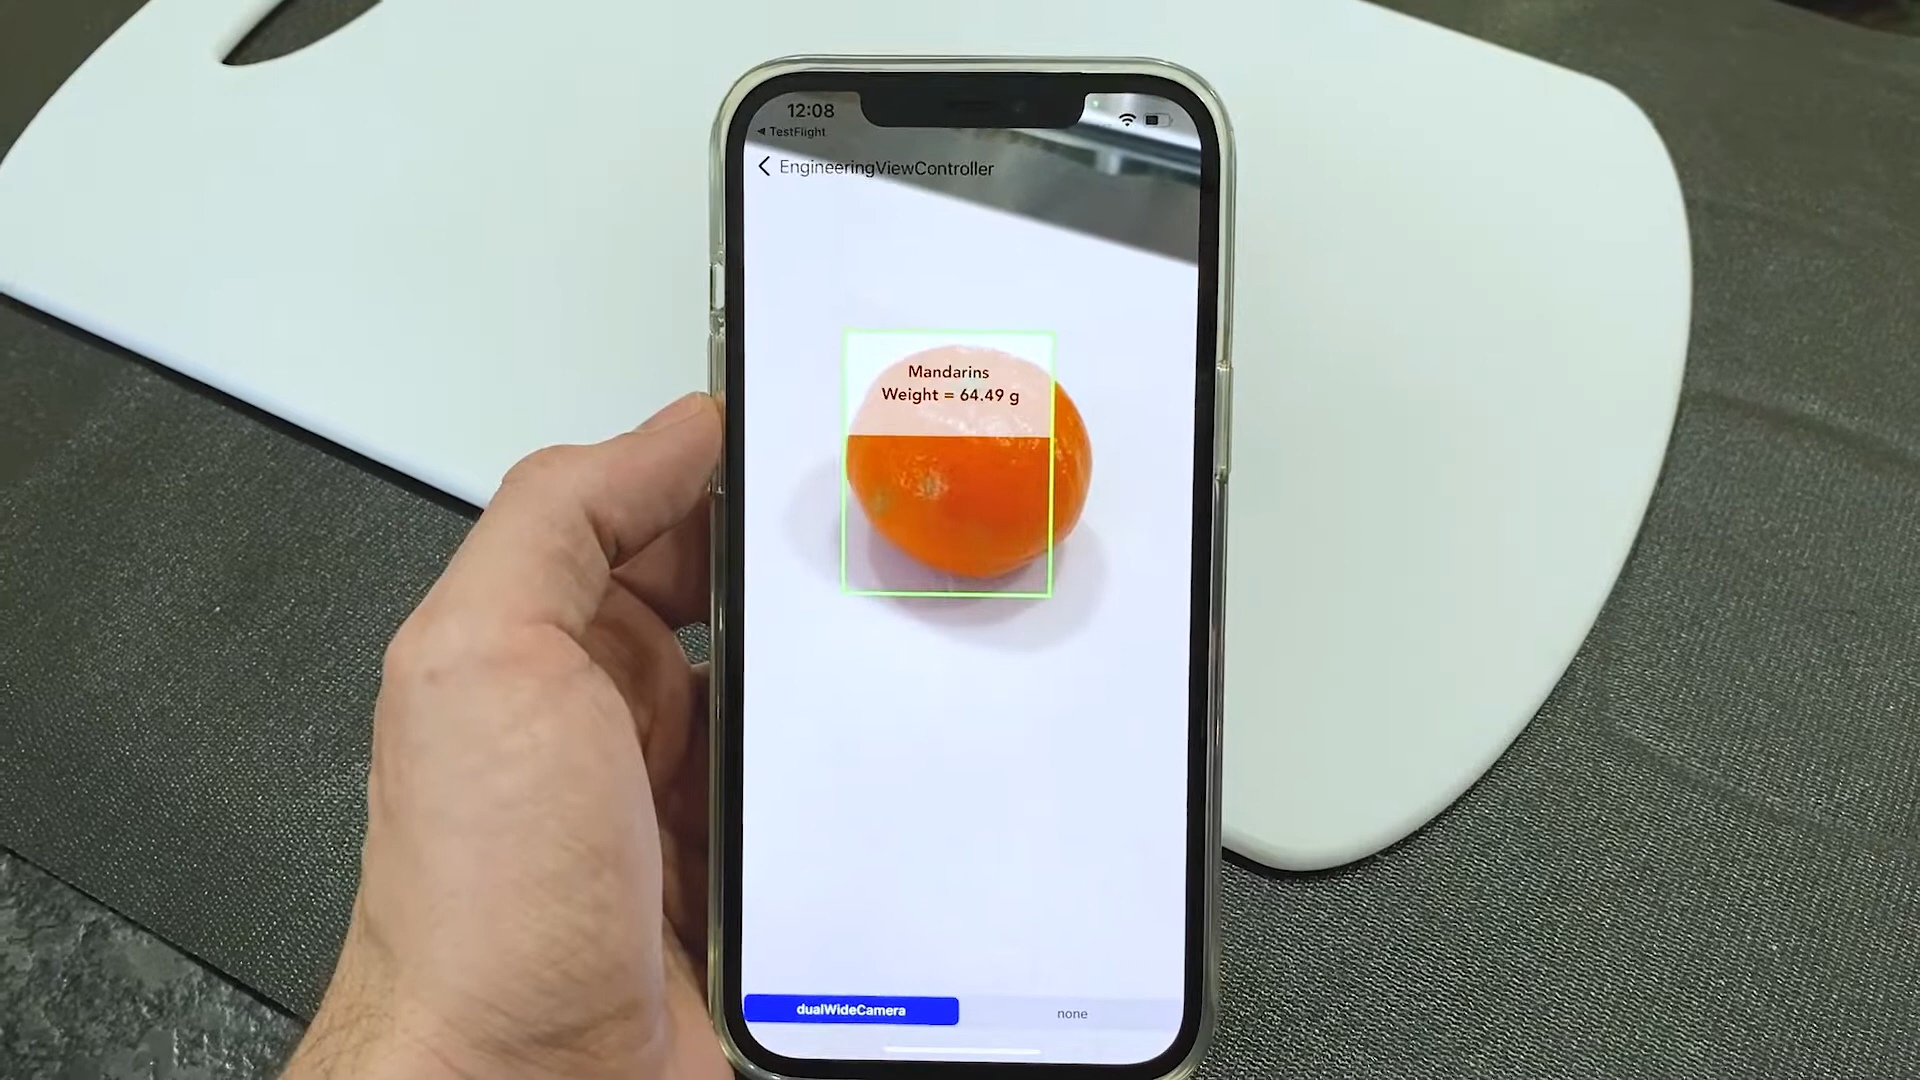 12:08
◂ TestFlight
EngineeringViewController
Mandarins
Weight = 64.49 g
dualWideCamera
none